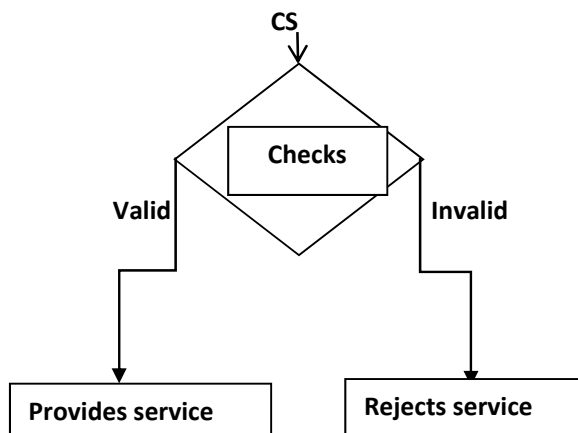 CS
Checks
Valid
Invalid
Provides service
Rejects service